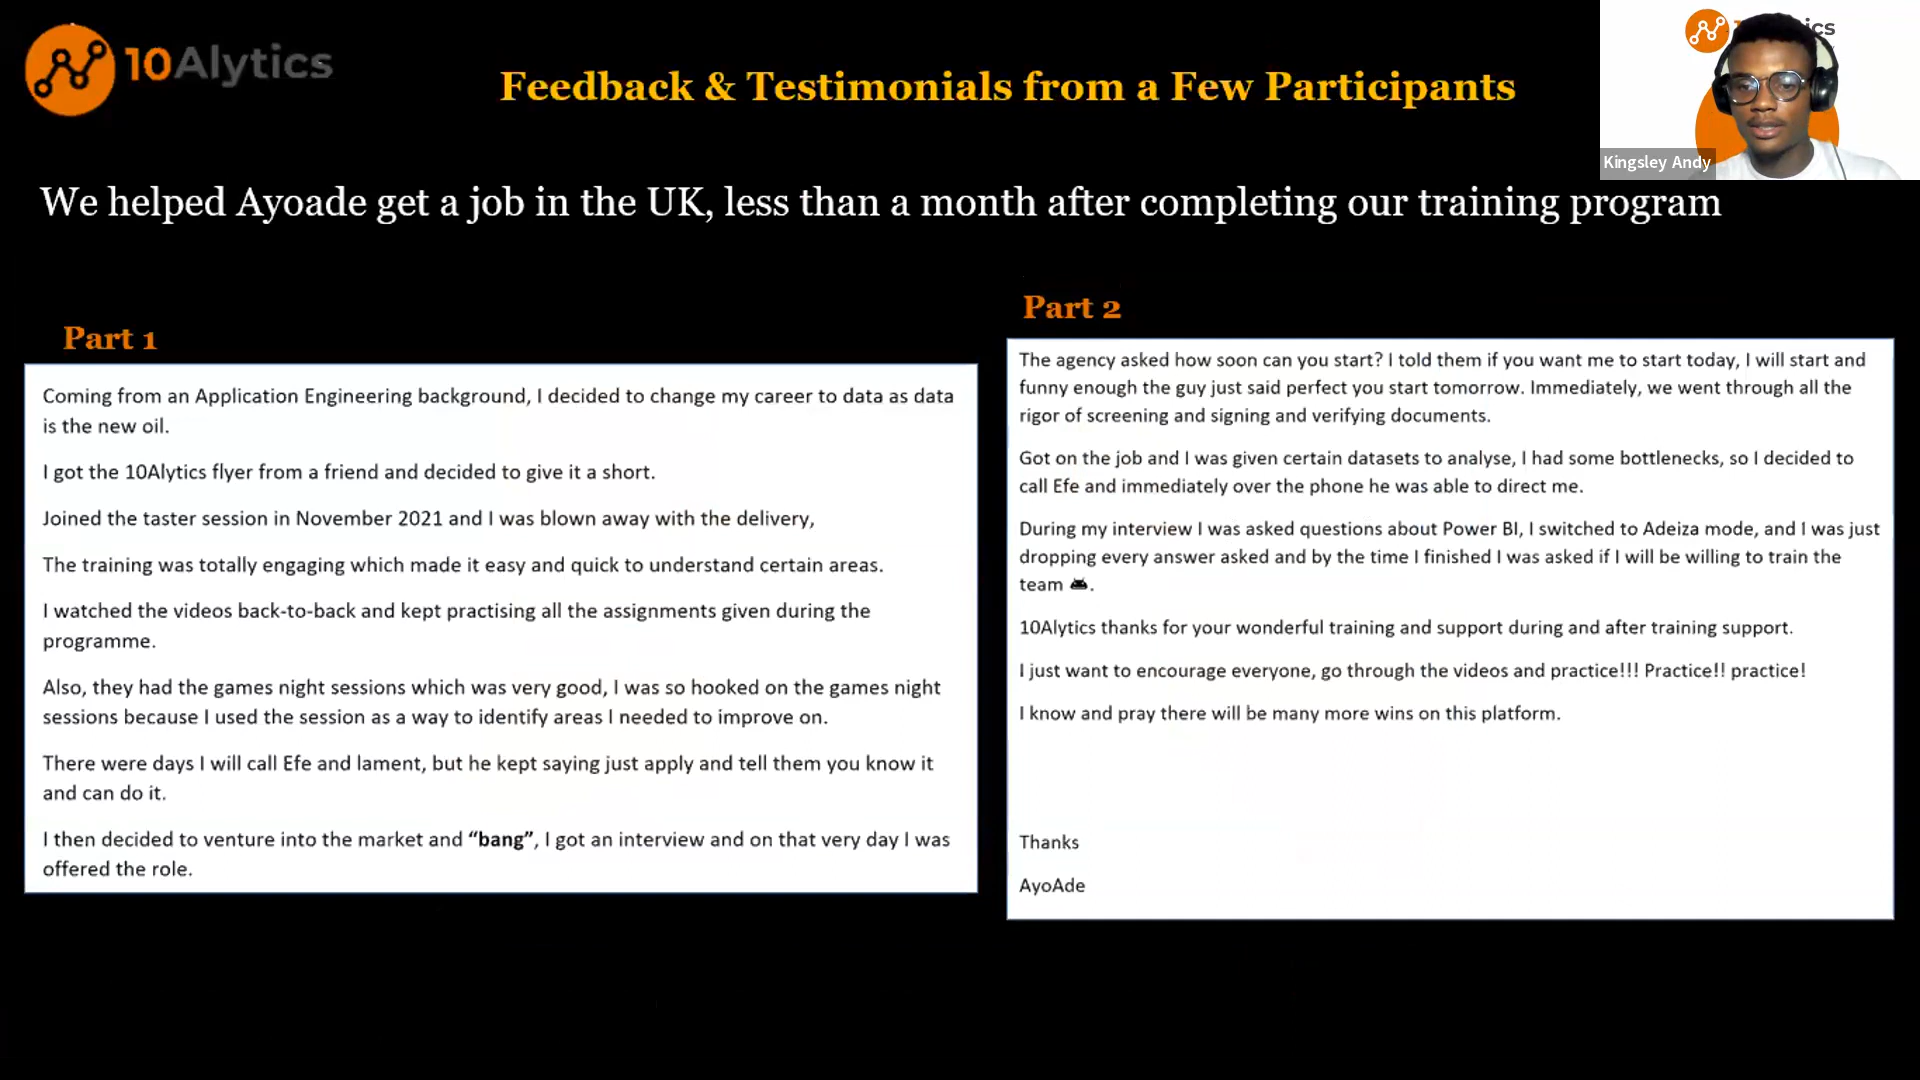 10Alytics
ics
Feedback & Testimonials from a Few Participants
Kingsley Andy
We helped Ayoade get a job in the UK, less than a month after completing our training program
Part 1
Coming from an Application Engineering background, I decided to change my career to data as data
is the new oil.
I got the 10Alytics flyer from a friend and decided to give it a short.
Joined the taster session in November 2021 and I was blown away with the delivery,
The training was totally engaging which made it easy and quick to understand certain areas.
I watched the videos back-to-back and kept practising all the assignments given during the
programme.
Also, they had the games night sessions which was very good, I was so hooked on the games night
sessions because I used the session as a way to identify areas I needed to improve on.
There were days I will call Efe and lament, but he kept saying just apply and tell them you know it
and can do it.
I then decided to venture into the market and “bang”, I got an interview and on that very day I was
offered the role.
Part 2
The agency asked how soon can you start? I told them if you want me to start today, I will start and
funny enough the guy just said perfect you start tomorrow. Immediately, we went through all the
rigor of screening and signing and verifying documents.
Got on the job and I was given certain datasets to analyse, I had some bottlenecks, so I decided to
call Efe and immediately over the phone he was able to direct me.
During my interview I was asked questions about Power BI, I switched to Adeiza mode, and I was just
dropping every answer asked and by the time I finished I was asked if I will be willing to train the
team .
10Alytics thanks for your wonderful training and support during and after training support.
I just want to encourage everyone, go through the videos and practice!!! Practice!! practice!
I know and pray there will be many more wins on this platform.
Thanks
AyoAde